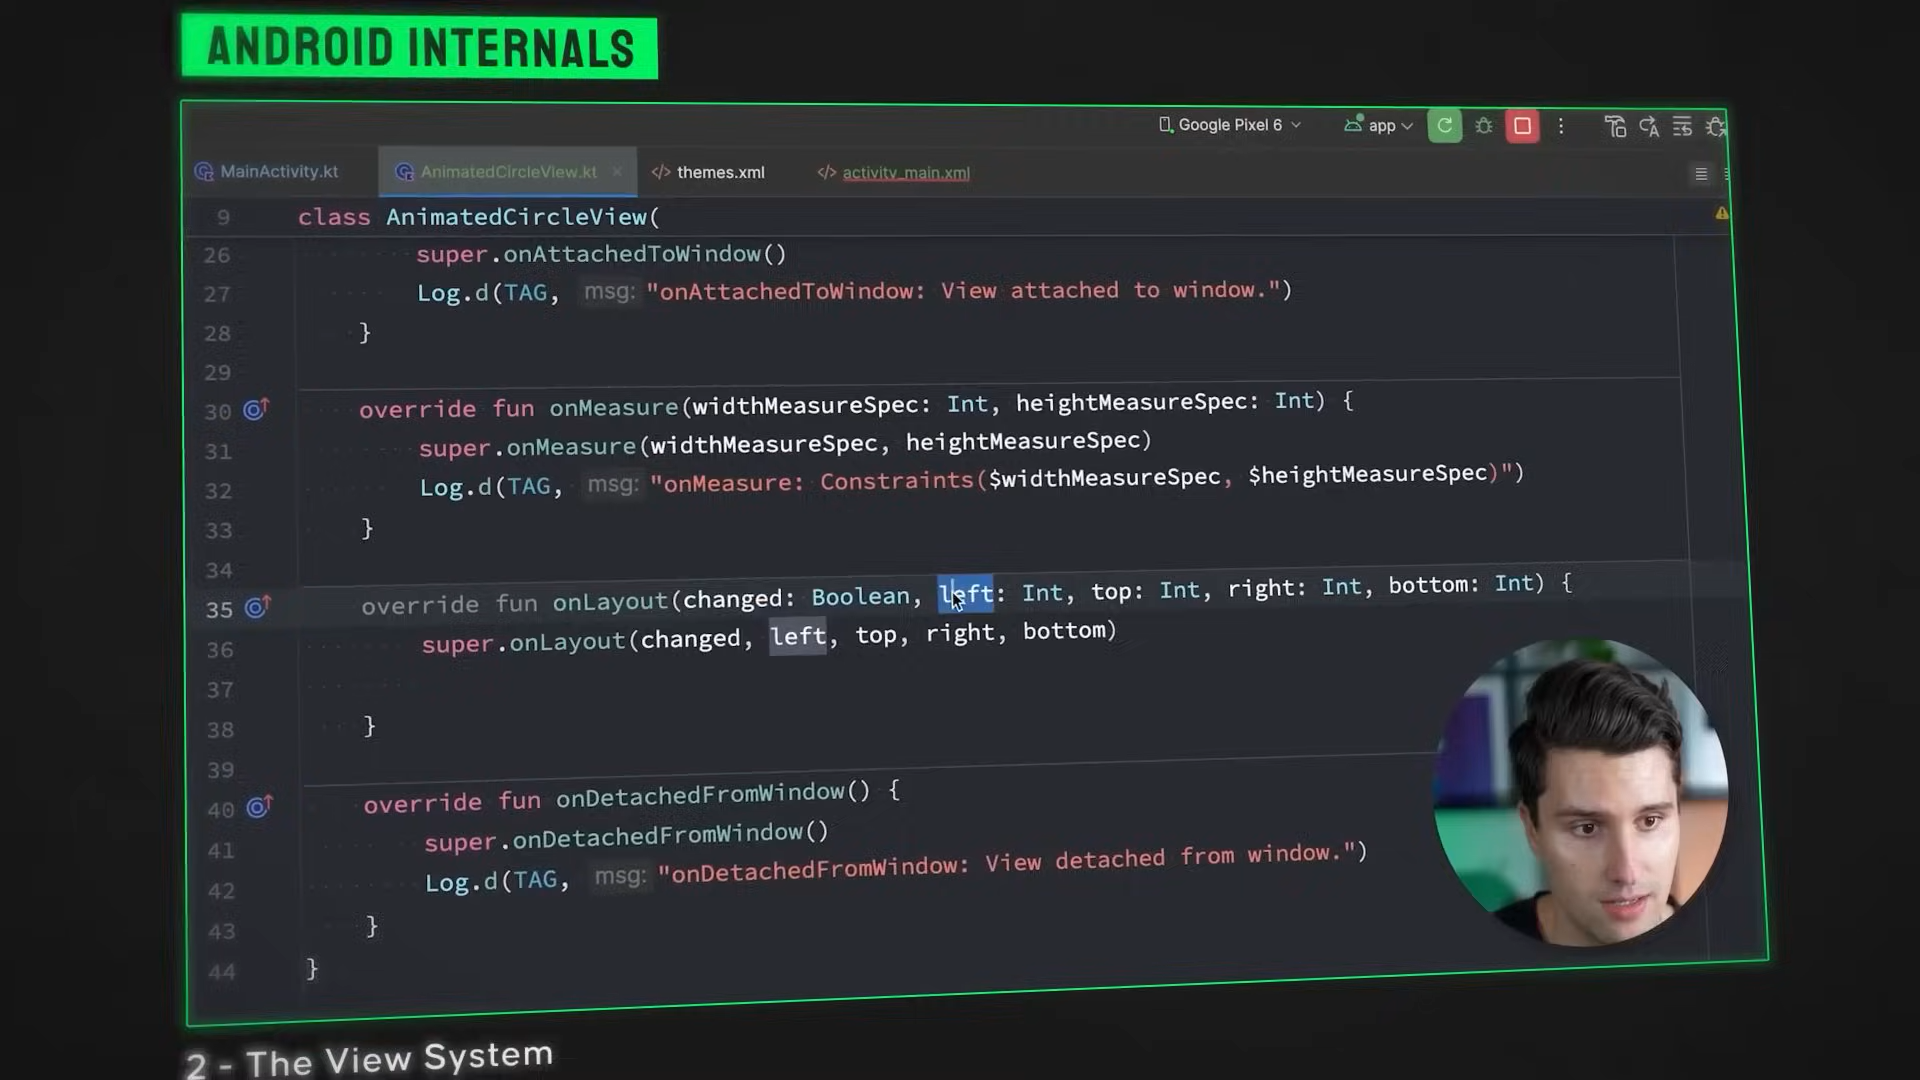 ANDROID INTERNALS
Google Pixel 6 app
MainActivity.kt AnimatedCircleView.kt themes.xml activity_main.xml
9 class AnimatedCircleView(
26 super.onAttachedToWindow()
27 Log.d(TAG, msg: "onAttachedToWindow: View attached to window.")
28 }
29
30 override fun onMeasure(widthMeasureSpec: Int, heightMeasureSpec: Int) {
31 super.onMeasure(widthMeasureSpec, heightMeasureSpec)
32 Log.d(TAG, msg: "onMeasure: Constraints($widthMeasureSpec, $heightMeasureSpec)")
33 }
34
35 override fun onLayout(changed: Boolean, left: Int, top: Int, right: Int, bottom: Int) {
36 super.onLayout(changed, left, top, right, bottom)
37
38 }
39
40 override fun onDetachedFromWindow() {
41 super.onDetachedFromWindow()
42 Log.d(TAG, msg: "onDetachedFromWindow: View detached from window.")
43 }
44 }
2 - The View System